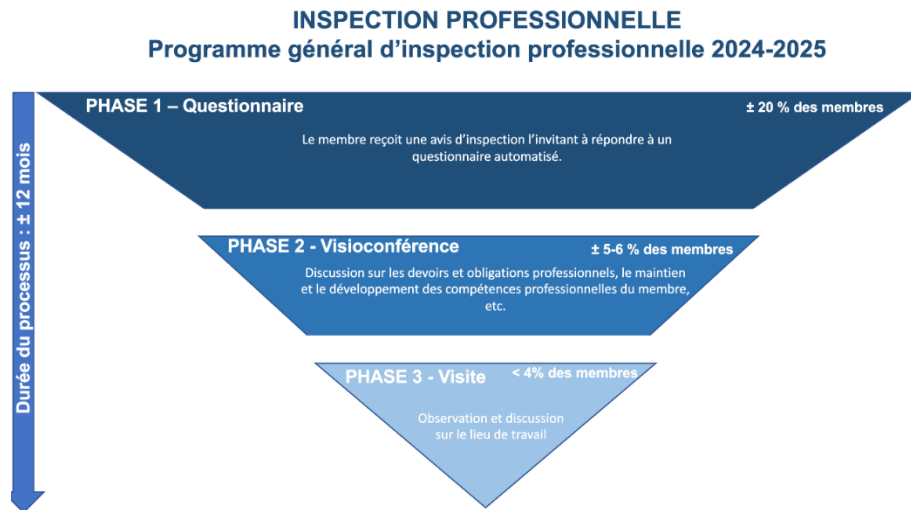 INSPECTION PROFESSIONNELLE
Programme général d’inspection professionnelle 2024-2025
Durée du processus : ± 12 mois
PHASE 1 – Questionnaire
± 20 % des membres
Le membre reçoit une avis d’inspection l’invitant à répondre à un
questionnaire automatisé.
PHASE 2 - Visioconférence
± 5-6 % des membres
Discussion sur les devoirs et obligations professionnels, le maintien
et le développement des compétences professionnelles du membre,
etc.
PHASE 3 - Visite
< 4% des membres
Observation et discussion
sur le lieu de travail